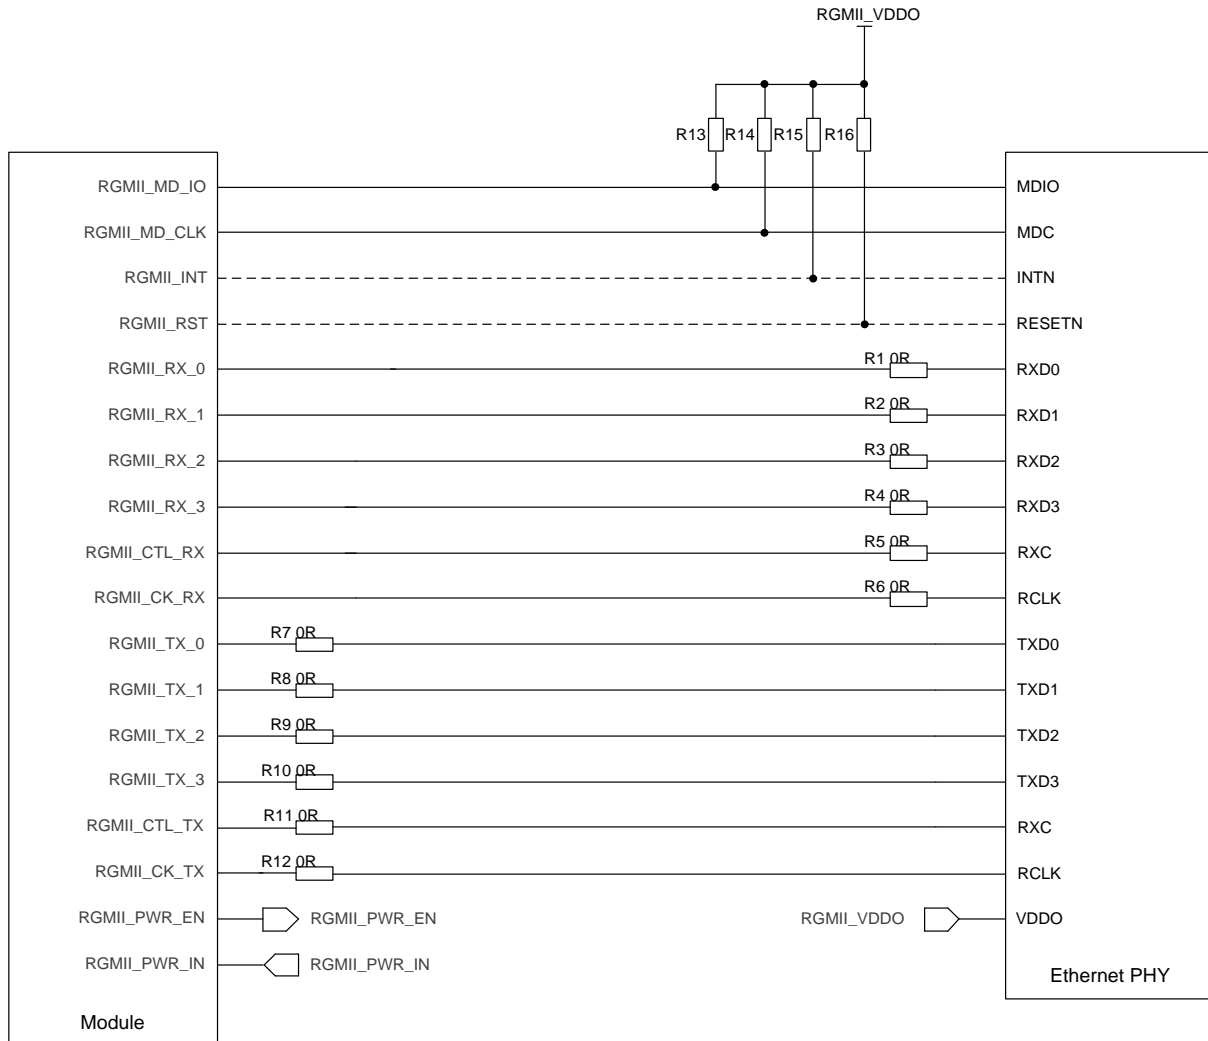 RGMII_VDDO
R13 R14 R15 R16
RGMII_MD_IO MDIO
RGMII_MD_CLK MDC
RGMII_INT INTN
RGMII_RST RESETN
RGMII_RX_0 R1 0R RXD0
RGMII_RX_1 R2 0R RXD1
RGMII_RX_2 R3 0R RXD2
RGMII_RX_3 R4 0R RXD3
RGMII_CTL_RX R5 0R RXC
RGMII_CK_RX R6 0R RCLK
RGMII_TX_0 R7 0R TXD0
RGMII_TX_1 R8 0R TXD1
RGMII_TX_2 R9 0R TXD2
RGMII_TX_3 R10 0R TXD3
RGMII_CTL_TX R11 0R RXC
RGMII_CK_TX R12 0R RCLK
RGMII_PWR_EN RGMII_PWR_EN RGMII_VDDO VDDO
RGMII_PWR_IN RGMII_PWR_IN
Ethernet PHY
Module